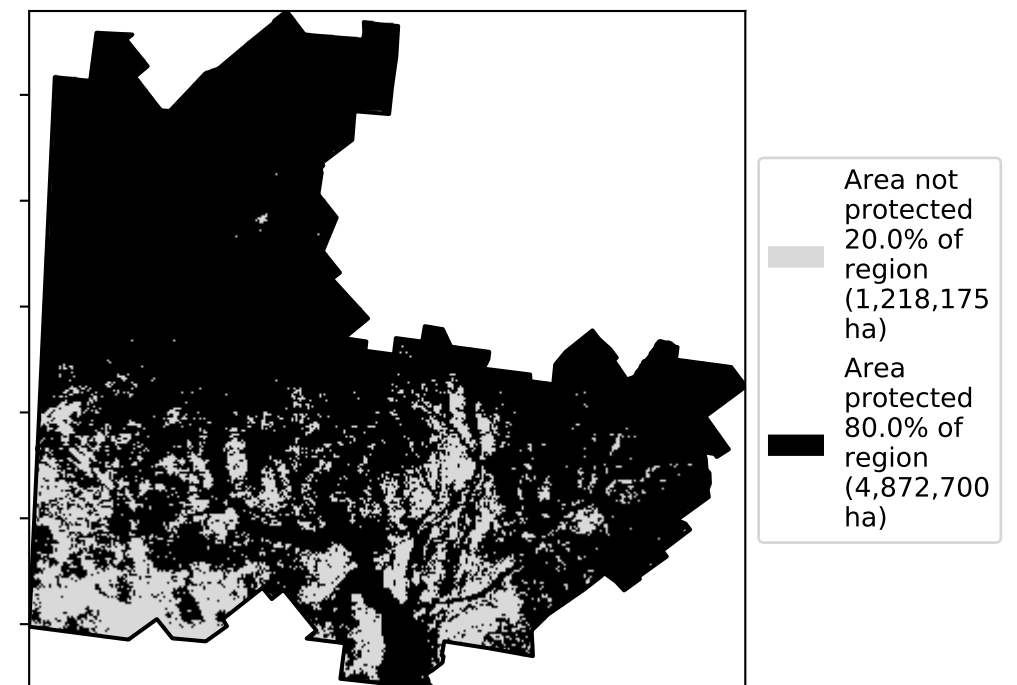 Area not
protected
20.0% of
region
(1,218,175
ha)
Area
protected
80.0% of
region
(4,872,700
ha)